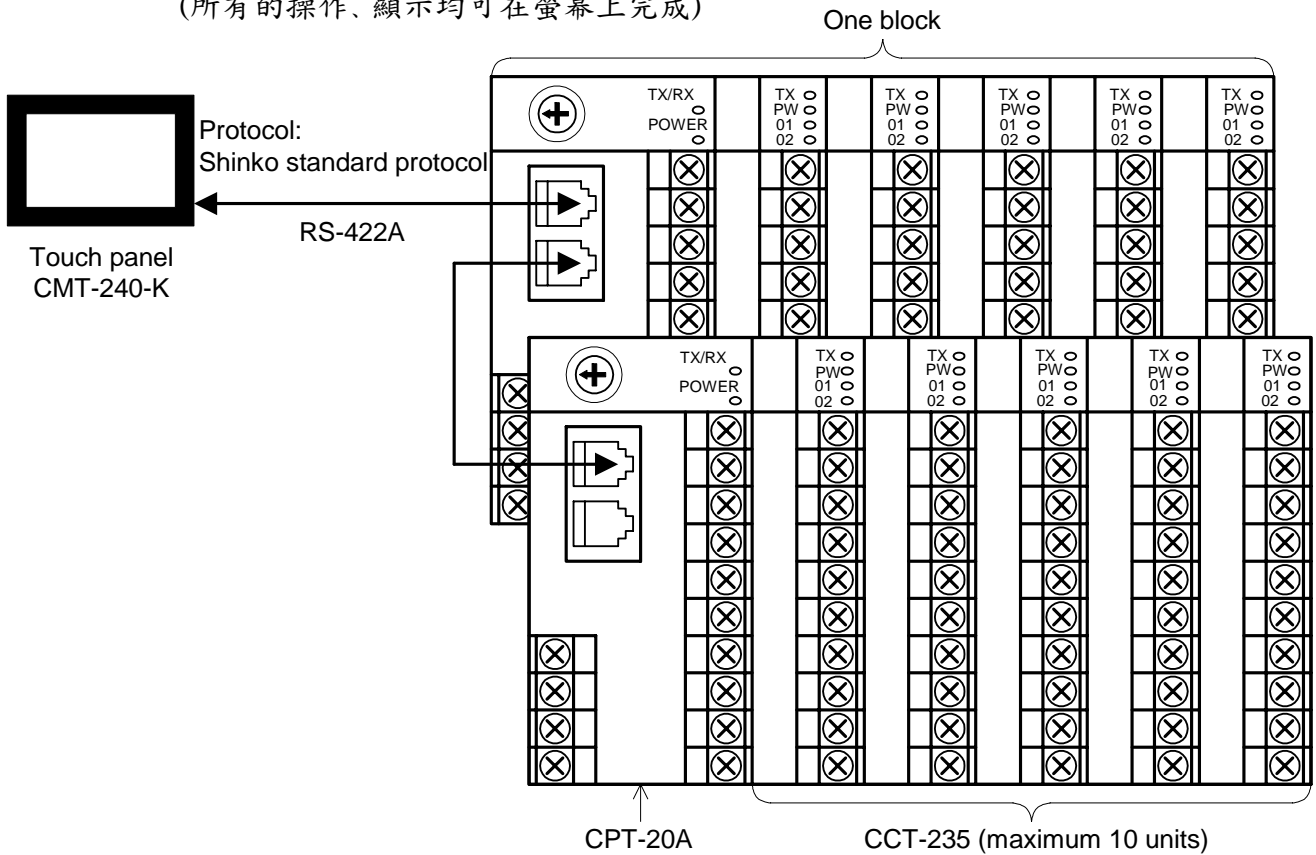 (所有的操作、顯示均可在螢幕上完成)
One block
Protocol:
Shinko standard protocol
RS-422A
Touch panel
CMT-240-K
TX/RX
POWER
TX
PW
01
02
TX
PW
01
02
TX
PW
01
02
TX
PW
01
02
TX
PW
01
02
TX/RX
POWER
TX
PW
01
02
TX
PW
01
02
TX
PW
01
02
TX
PW
01
02
TX
PW
01
02
CPT-20A
CCT-235 (maximum 10 units)